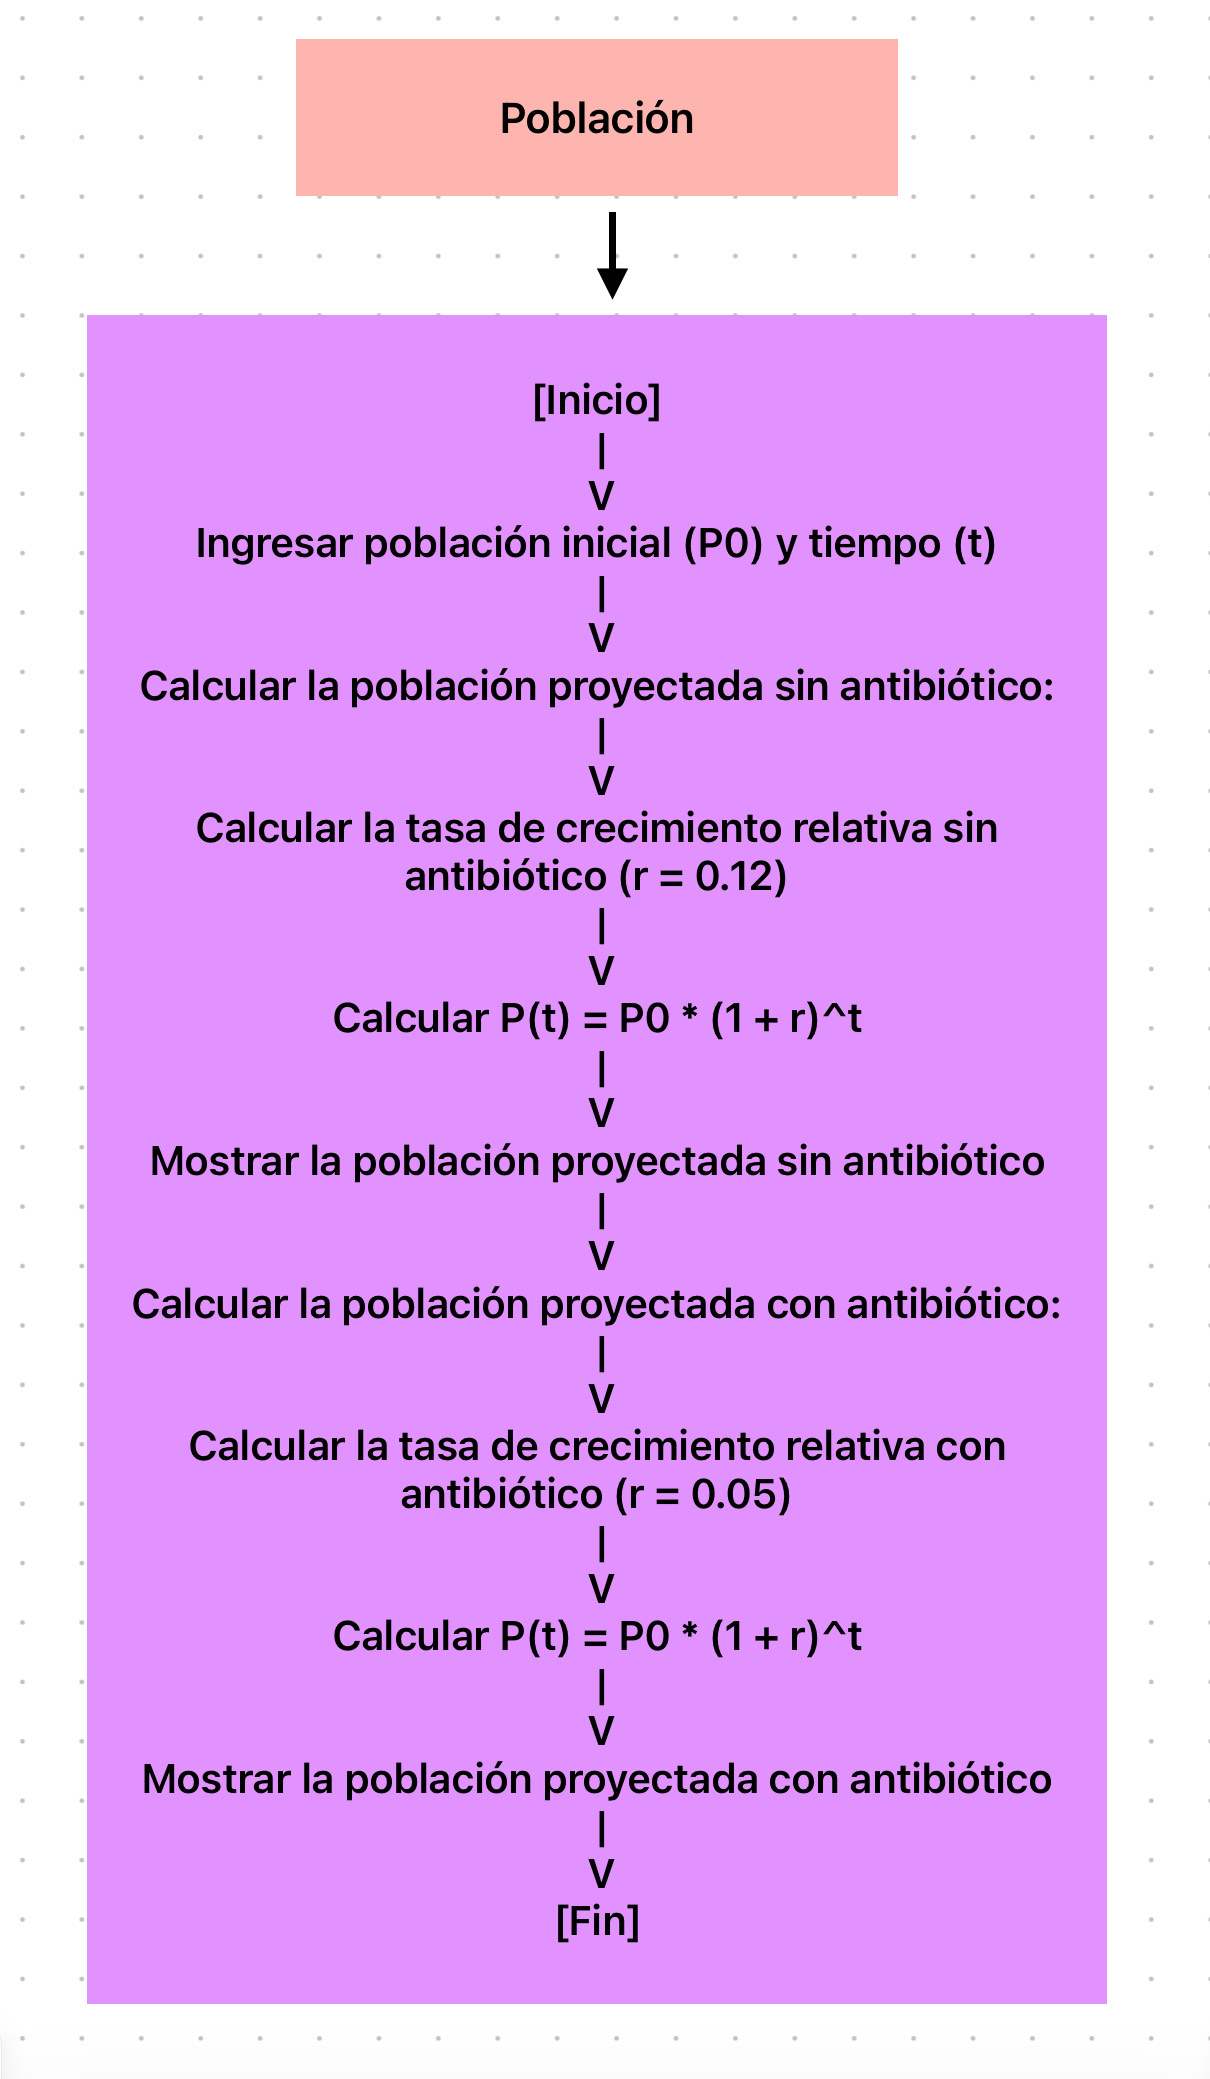 Población
[Inicio]
|
V
Ingresar población inicial (P0) y tiempo (t)
|
V
Calcular la población proyectada sin antibiótico:
|
V
Calcular la tasa de crecimiento relativa sin
antibiótico (r = 0.12)
|
V
Calcular P(t) = P0 * (1 + r)^t
|
V
Mostrar la población proyectada sin antibiótico
|
V
Calcular la población proyectada con antibiótico:
|
V
Calcular la tasa de crecimiento relativa con
antibiótico (r = 0.05)
|
V
Calcular P(t) = P0 * (1 + r)^t
|
V
Mostrar la población proyectada con antibiótico
|
V
[Fin]